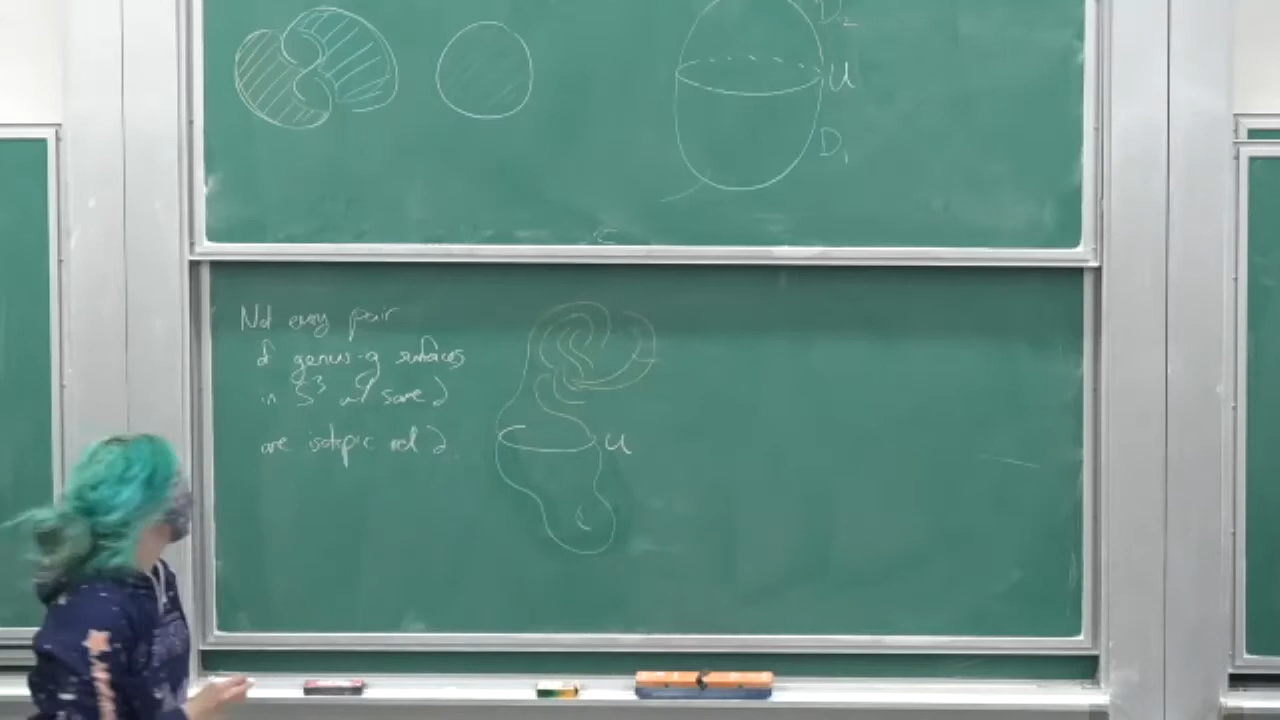 D₂
U
D₁
Not every pair
of genus-g surfaces
in S³ w/ same ∂
are isotopic rel ∂.
U